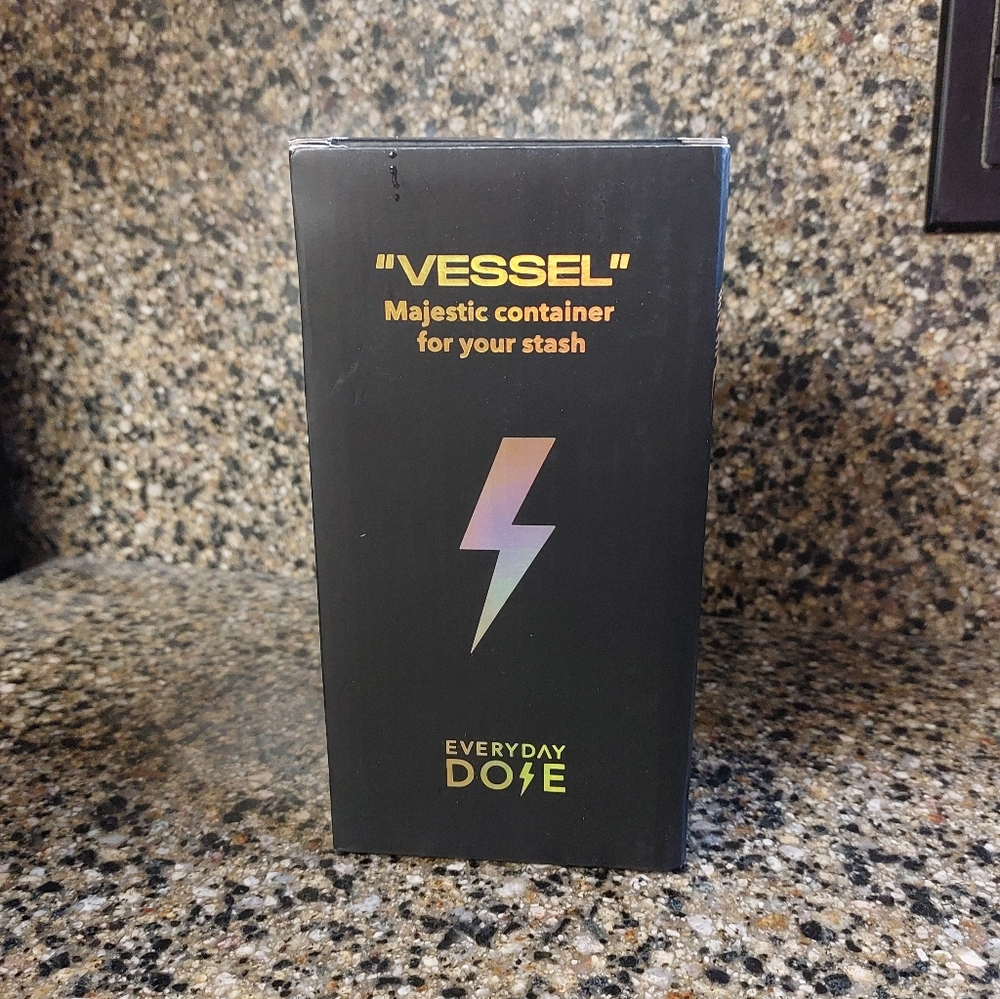 "VESSEL"
Majestic container
for your stash
EVERYDAY
DOSE